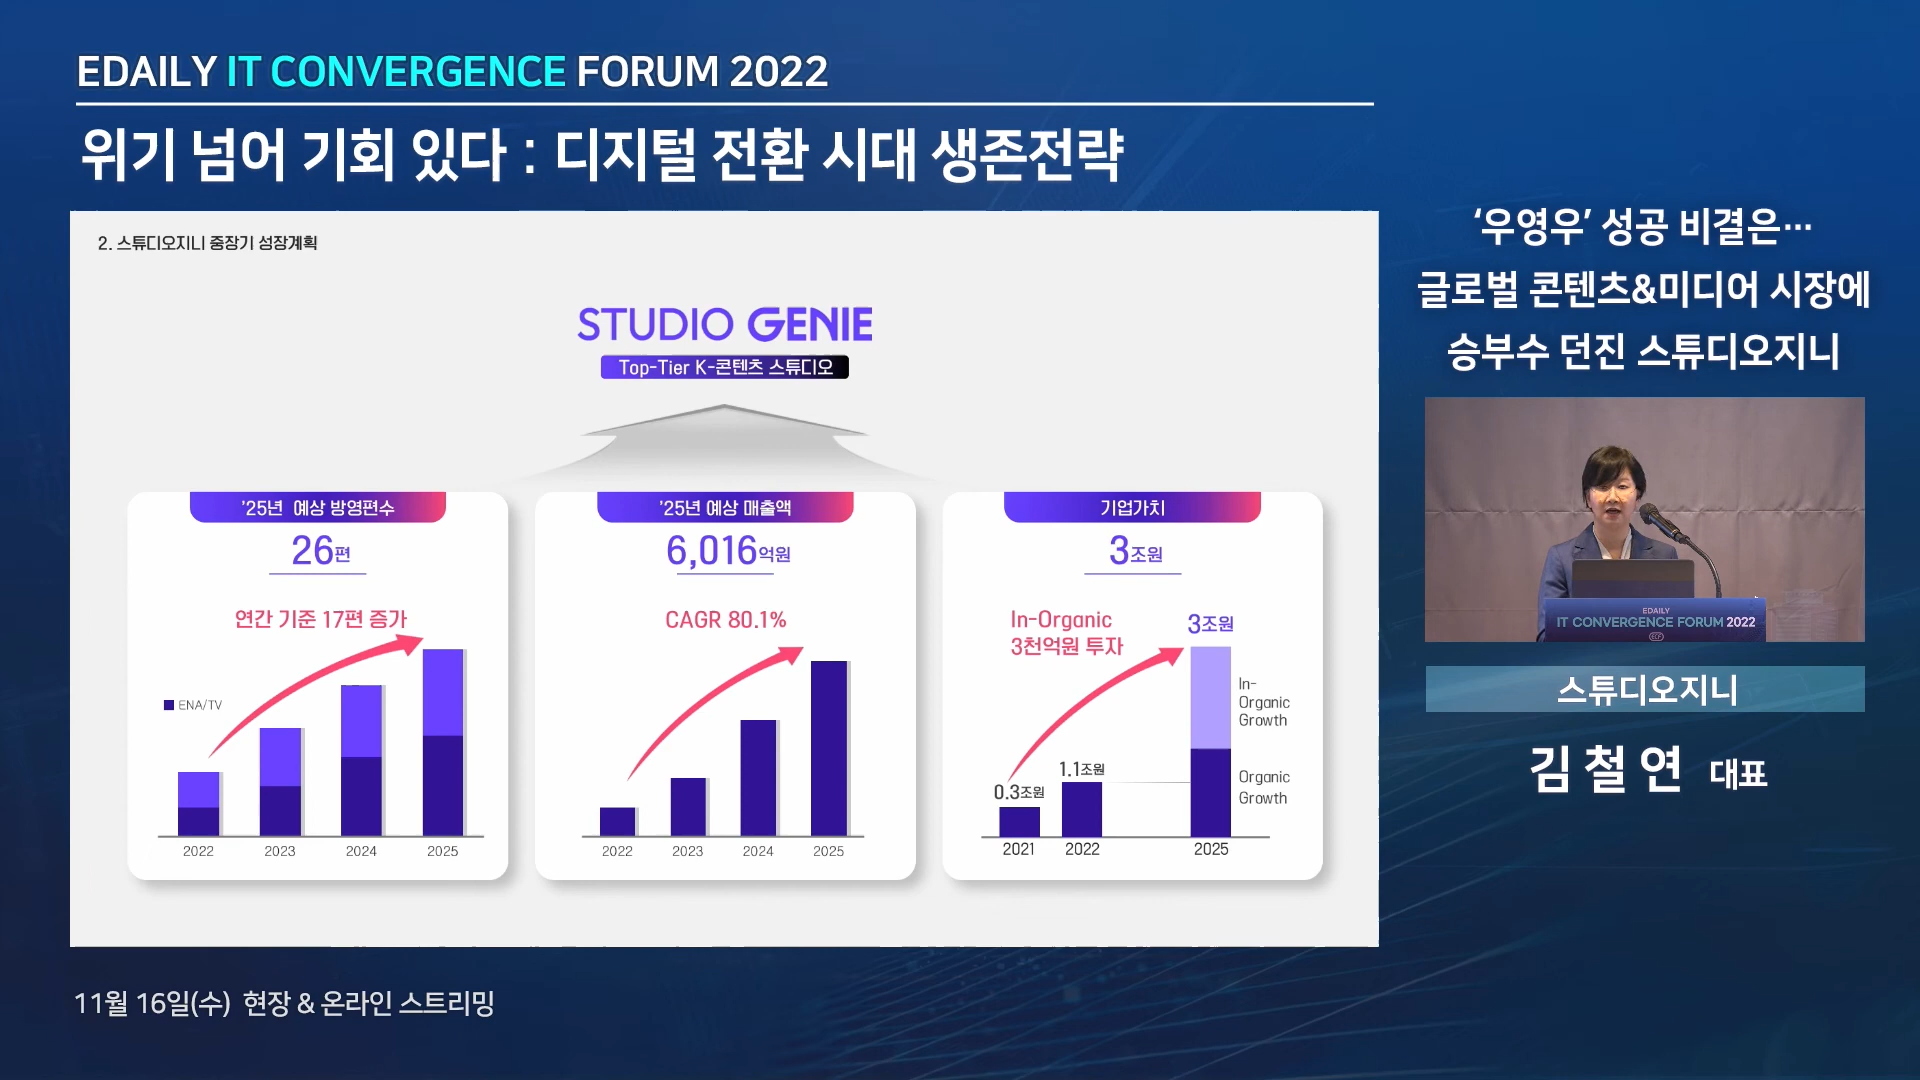 EDAILY IT CONVERGENCE FORUM 2022
위기 넘어 기회 있다 : 디지털 전환 시대 생존전략
2. 스튜디오지니 중장기 성장계획
STUDIO GENIE
Top-Tier K-콘텐츠 스튜디오
'25년 예상 방영편수
26편
연간 기준 17편 증가
ENA/TV
2022 2023 2024 2025
'25년 예상 매출액
6,016억원
CAGR 80.1%
2022 2023 2024 2025
기업가치
3조원
In-Organic
3천억원 투자
3조원
In-
Organic
Growth
1.1조원
0.3조원
Organic
Growth
2021 2022 2025
‘우영우’ 성공 비결은…
글로벌 콘텐츠&미디어 시장에
승부수 던진 스튜디오지니
EDAILY
IT CONVERGENCE FORUM 2022
스튜디오지니
김철연 대표
11월 16일(수) 현장 & 온라인 스트리밍